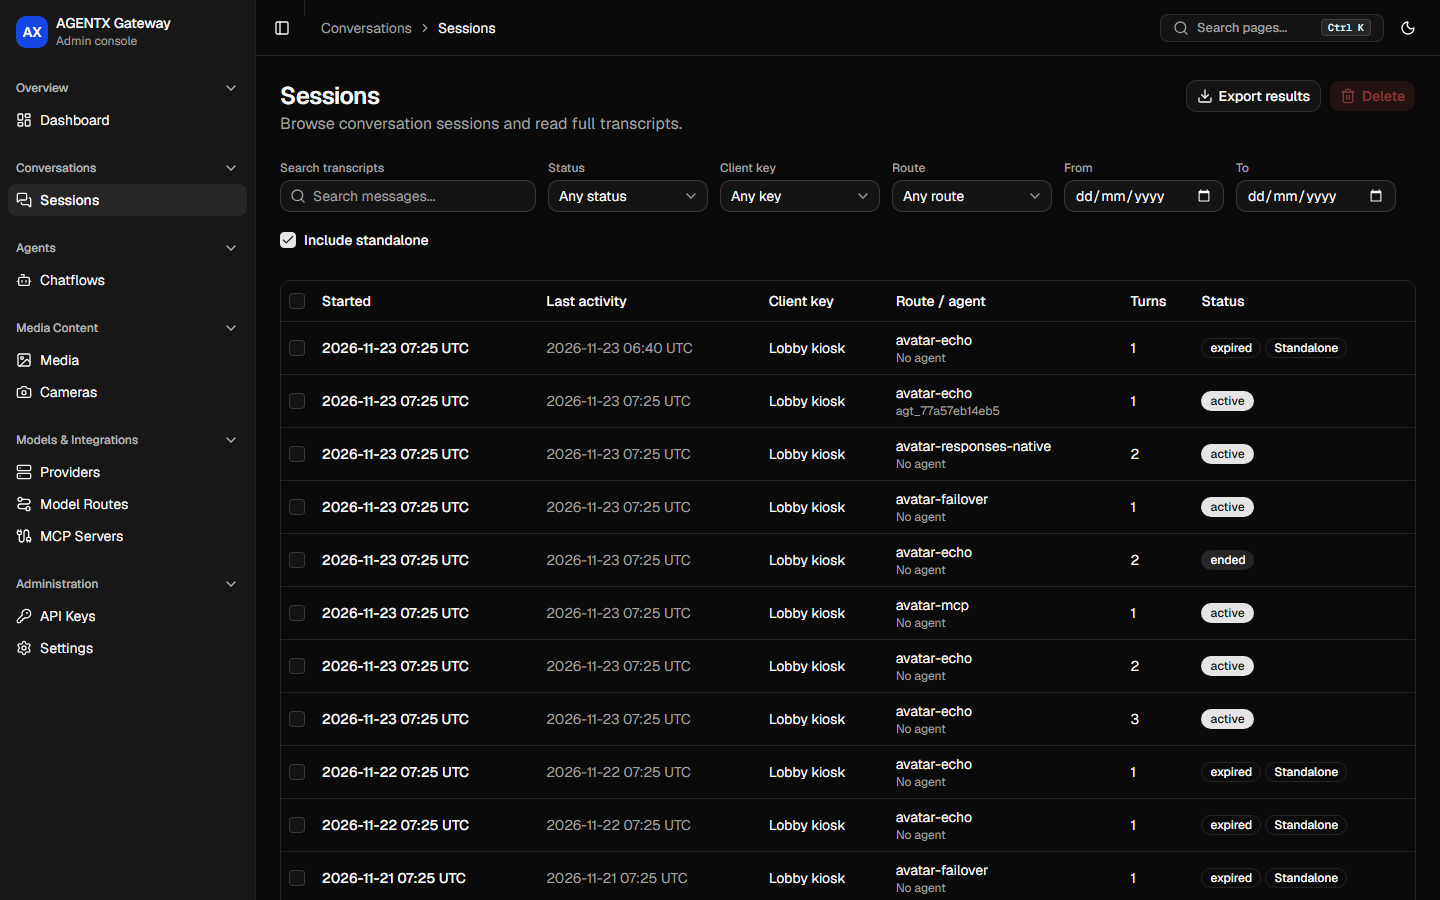 AX
AGENTX Gateway
Admin console
Overview
Dashboard
Conversations
Sessions
Agents
Chatflows
Media Content
Media
Cameras
Models & Integrations
Providers
Model Routes
MCP Servers
Administration
API Keys
Settings
Conversations > Sessions
Search pages... Ctrl K
Sessions
Browse conversation sessions and read full transcripts.
Export results
Delete
Search transcripts Status Client key Route From To
Search messages... Any status Any key Any route dd/mm/yyyy dd/mm/yyyy
Include standalone
Started Last activity Client key Route / agent Turns Status
2026-11-23 07:25 UTC 2026-11-23 06:40 UTC Lobby kiosk avatar-echo 1 expired Standalone
No agent
2026-11-23 07:25 UTC 2026-11-23 07:25 UTC Lobby kiosk avatar-echo 1 active
agt_77a57eb14eb5
2026-11-23 07:25 UTC 2026-11-23 07:25 UTC Lobby kiosk avatar-responses-native 2 active
No agent
2026-11-23 07:25 UTC 2026-11-23 07:25 UTC Lobby kiosk avatar-failover 1 active
No agent
2026-11-23 07:25 UTC 2026-11-23 07:25 UTC Lobby kiosk avatar-echo 2 ended
No agent
2026-11-23 07:25 UTC 2026-11-23 07:25 UTC Lobby kiosk avatar-mcp 1 active
No agent
2026-11-23 07:25 UTC 2026-11-23 07:25 UTC Lobby kiosk avatar-echo 2 active
No agent
2026-11-23 07:25 UTC 2026-11-23 07:25 UTC Lobby kiosk avatar-echo 3 active
No agent
2026-11-22 07:25 UTC 2026-11-22 07:25 UTC Lobby kiosk avatar-echo 1 expired Standalone
No agent
2026-11-22 07:25 UTC 2026-11-22 07:25 UTC Lobby kiosk avatar-echo 1 expired Standalone
No agent
2026-11-21 07:25 UTC 2026-11-21 07:25 UTC Lobby kiosk avatar-failover 1 expired Standalone
No agent